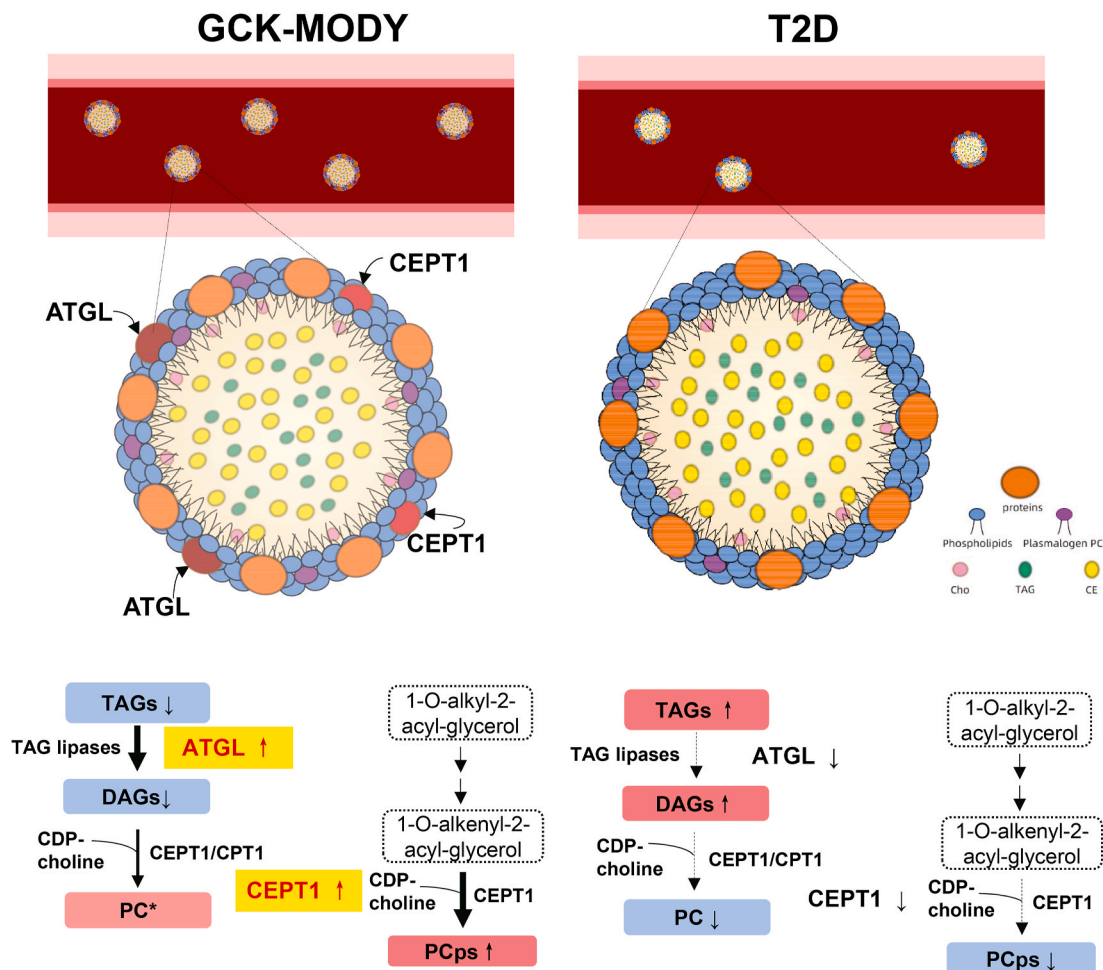 GCK-MODY
T2D
CEPT1
ATGL
CEPT1
ATGL
proteins
Phospholipids
Plasmalogen PC
Cho
TAG
CE
TAGs ↓
TAG lipases
ATGL ↑
DAGs↓
CDP-
choline
CEPT1/CPT1
PC*
1-O-alkyl-2-
acyl-glycerol
1-O-alkenyl-2-
acyl-glycerol
CEPT1 ↑
CDP-
choline
CEPT1
PCps ↑
TAGs ↑
TAG lipases
ATGL ↓
DAGs ↑
CDP-
choline
CEPT1/CPT1
PC ↓
1-O-alkyl-2-
acyl-glycerol
1-O-alkenyl-2-
acyl-glycerol
CEPT1 ↓
CDP-
choline
CEPT1
PCps ↓